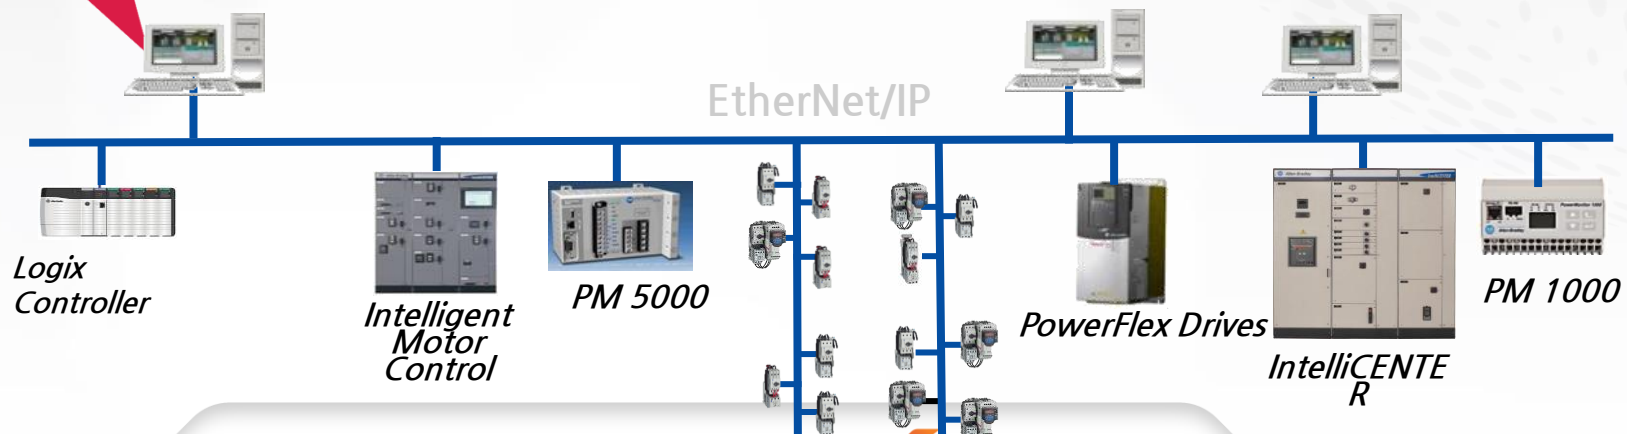 EtherNet/IP
Logix
Controller
Intelligent
Motor
Control
PM 5000
PowerFlex Drives
IntelliCENTE
R
PM 1000